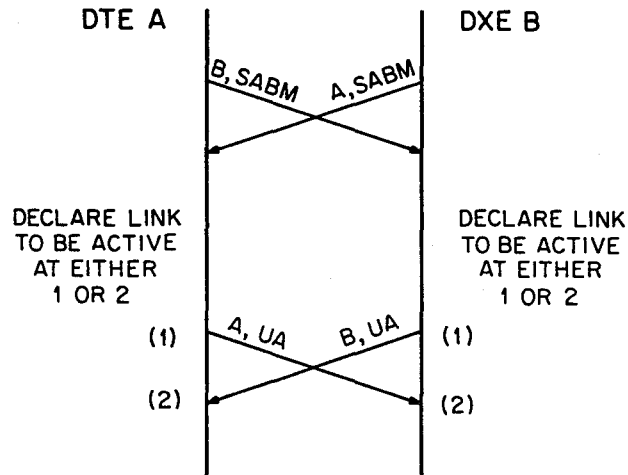 DTE A
DXE B
B, SABM
A, SABM
DECLARE LINK
TO BE ACTIVE
AT EITHER
1 OR 2
DECLARE LINK
TO BE ACTIVE
AT EITHER
1 OR 2
(1)
A, UA
B, UA
(1)
(2)
(2)